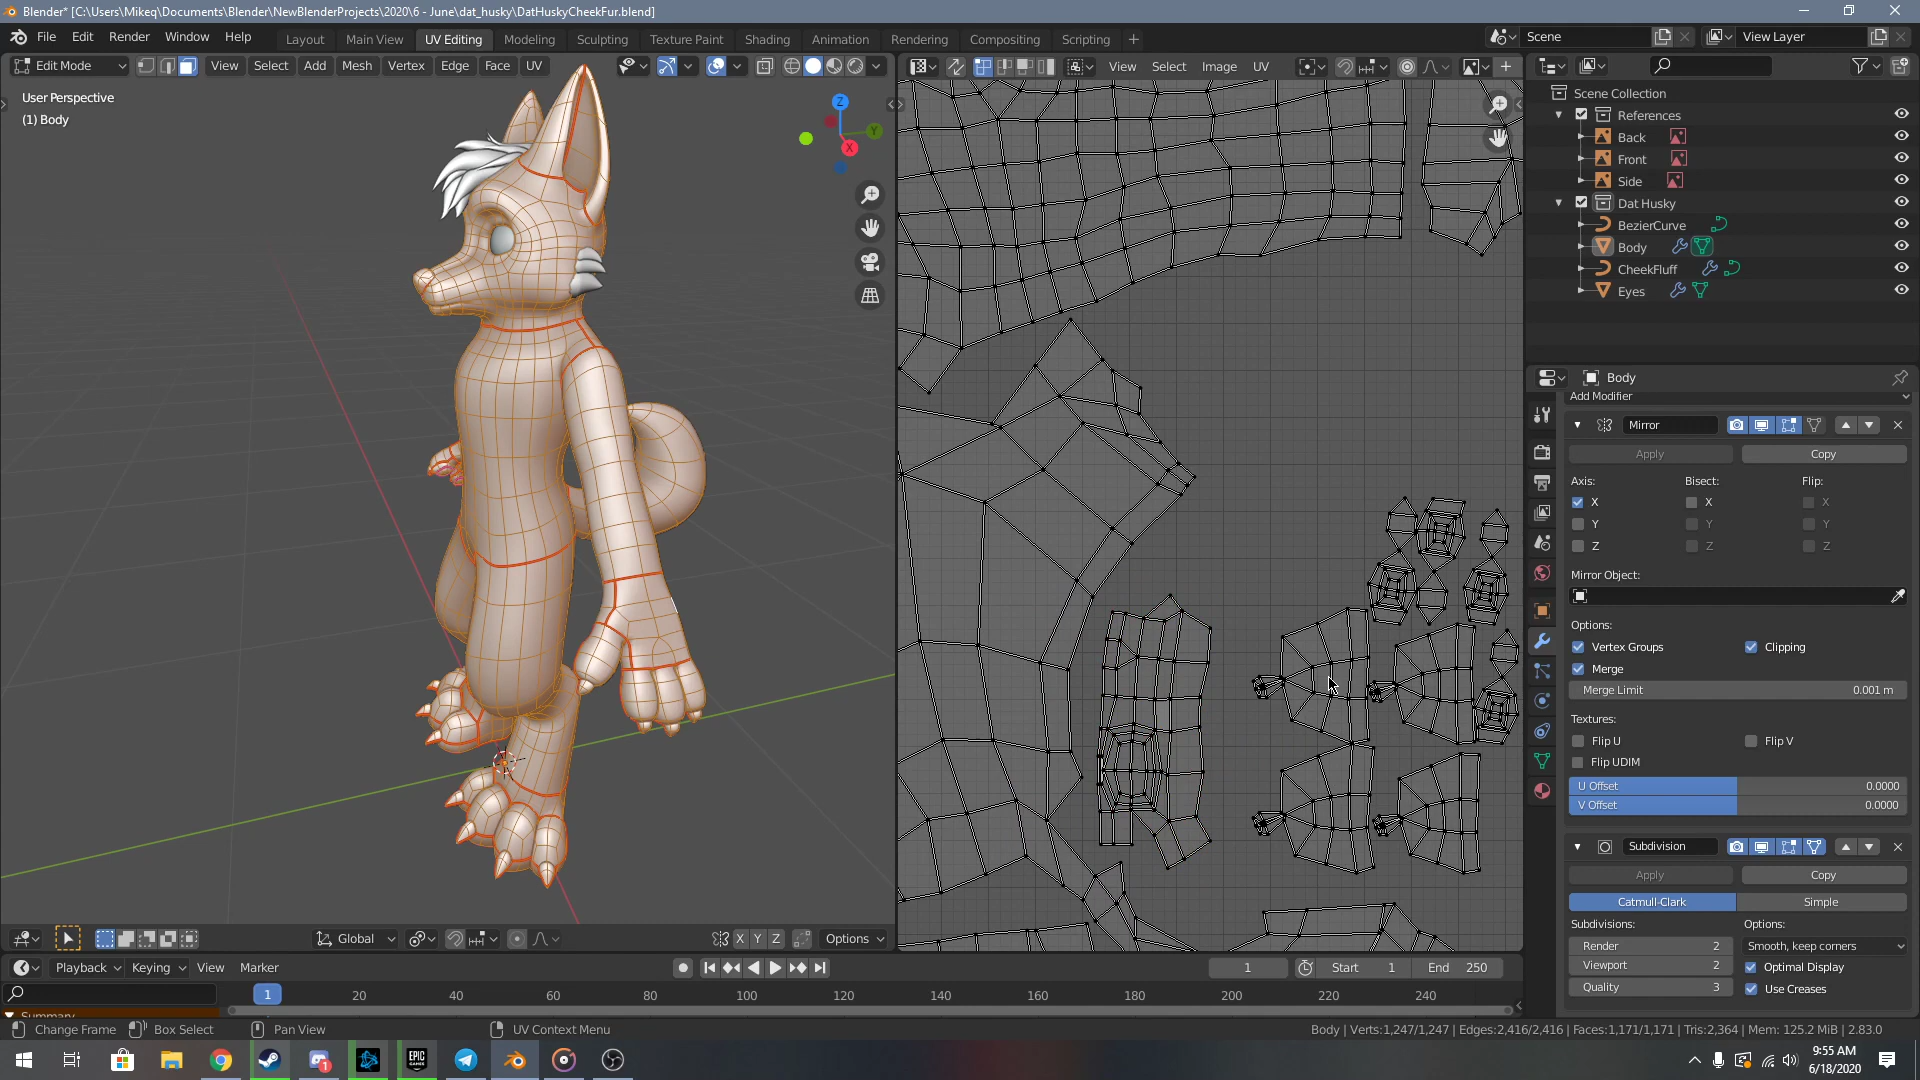 Blender* [C:\Users\Mikeq\Documents\Blender\NewBlenderProjects\2020\6 - June\dat_husky\DatHuskyCheekFur.blend]
File Edit Render Window Help Layout Main View UV Editing Modeling Sculpting Texture Paint Shading Animation Rendering Compositing Scripting + Scene View Layer
Edit Mode View Select Add Mesh Vertex Edge Face UV View Select Image UV
User Perspective
(1) Body
Z
Y
X
Scene Collection
References
Back
Front
Side
Dat Husky
BezierCurve
Body
CheekFluff
Eyes
Body
Add Modifier
Mirror
Apply Copy
Axis: Bisect: Flip:
X X X
Y Y Y
Z Z Z
Mirror Object:
Options:
Vertex Groups Clipping
Merge
Merge Limit 0.001 m
Textures:
Flip U Flip V
Flip UDIM
U Offset 0.0000
V Offset 0.0000
Subdivision
Apply Copy
Catmull-Clark Simple
Subdivisions: Options:
Render 2 Smooth, keep corners
Viewport 2 Optimal Display
Quality 3 Use Creases
Global X Y Z Options
Playback Keying View Marker 1 Start 1 End 250
1 20 40 60 80 100 120 140 160 180 200 220 240
Summary
Change Frame Box Select Pan View UV Context Menu Body | Verts:1,247/1,247 | Edges:2,416/2,416 | Faces:1,171/1,171 | Tris:2,364 | Mem: 125.2 MiB | 2.83.0
1 EPIC GAMES 9:55 AM
6/18/2020